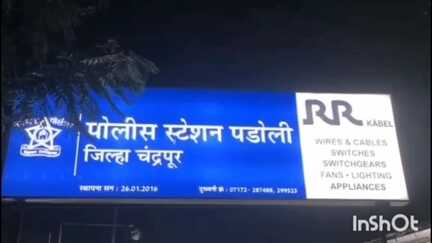 पोलीस स्टेशन पडोली
जिल्हा चंद्रपूर
स्थापना सन : 26.01.2016
दुरध्वनी क्रं : 07172 - 287488, 299533
RR
KABEL
WIRES & CABLES
SWITCHES
SWITCHGEARS
FANS • LIGHTING
APPLIANCES
InShOt